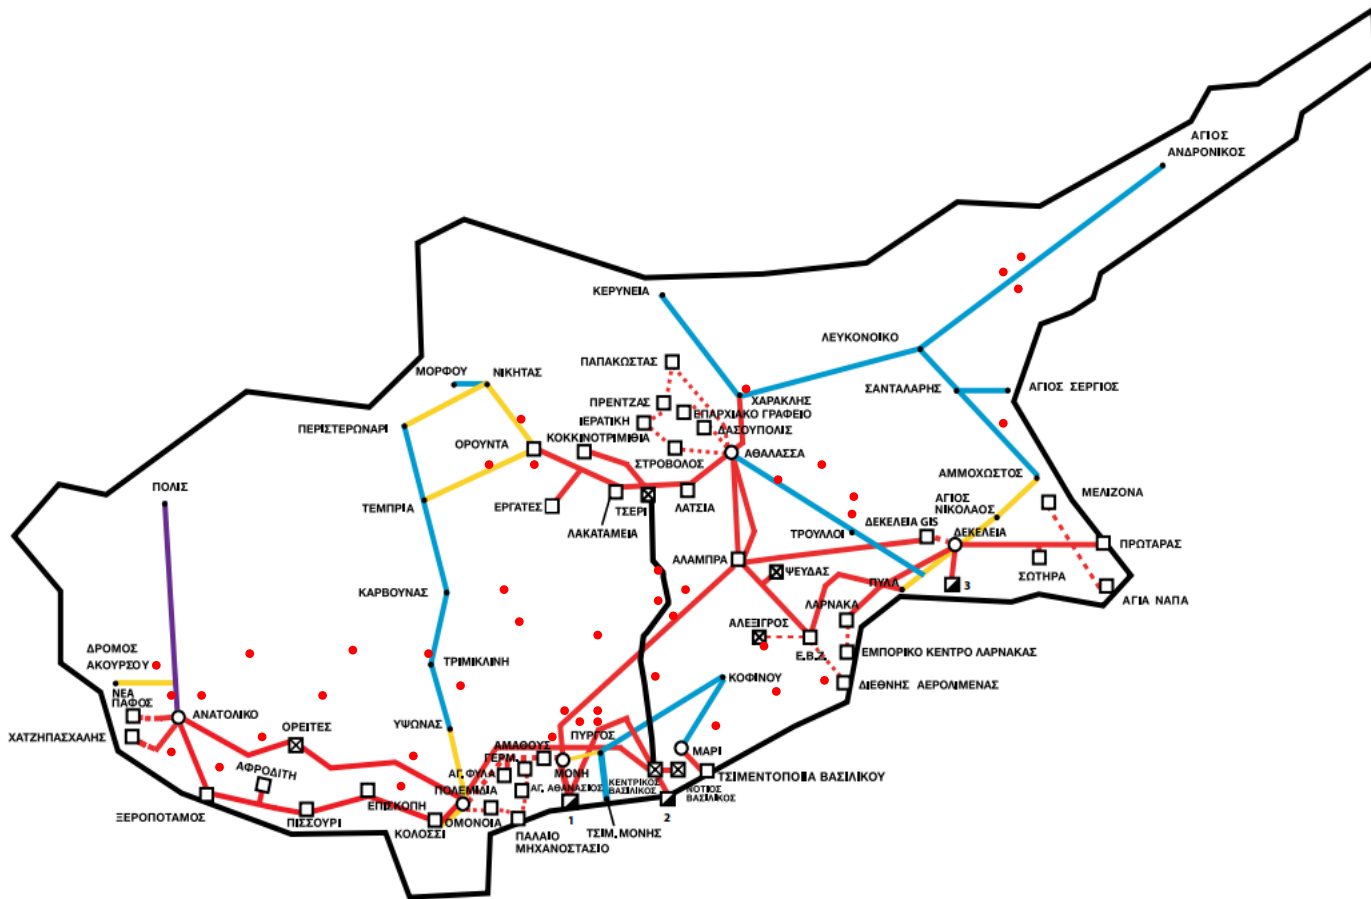 ΑΓΙΟΣ
ΑΝΔΡΟΝΙΚΟΣ
ΚΕΡΥΝΕΙΑ
ΛΕΥΚΟΝΟΙΚΟ
ΠΑΠΑΚΩΣΤΑΣ
ΜΟΡΦΟΥ
ΝΙΚΗΤΑΣ
ΣΑΝΤΑΛΑΡΗΣ
ΑΓΙΟΣ ΣΕΡΓΙΟΣ
ΠΡΕΝΤΖΑΣ
ΧΑΡΑΚΛΗΣ
ΕΠΑΡΧΙΑΚΟ ΓΡΑΦΕΙΟ
ΙΕΡΑΤΙΚΗ
ΔΑΣΟΥΠΟΛΙΣ
ΠΕΡΙΣΤΕΡΩΝΑΡΙ
ΟΡΟΥΝΤΑ
ΚΟΚΚΙΝΟΤΡΙΜΙΘΙΑ
ΑΘΑΛΑΣΣΑ
ΣΤΡΟΒΟΛΟΣ
ΑΜΜΟΧΩΣΤΟΣ
ΠΟΛΙΣ
ΜΕΛΙΖΟΝΑ
ΑΓΙΟΣ
ΝΙΚΟΛΑΟΣ
ΤΕΜΠΡΙΑ
ΕΡΓΑΤΕΣ
ΤΣΕΡΙ
ΛΑΤΣΙΑ
ΔΕΚΕΛΕΙΑ GIS
ΛΑΚΑΤΑΜΕΙΑ
ΤΡΟΥΛΛΟΙ
ΔΕΚΕΛΕΙΑ
ΠΡΩΤΑΡΑΣ
ΑΛΑΜΠΡΑ
ΨΕΥΔΑΣ
ΠΥΛΑ
3
ΣΩΤΗΡΑ
ΑΓΙΑ ΝΑΠΑ
ΚΑΡΒΟΥΝΑΣ
ΛΑΡΝΑΚΑ
ΑΛΕΞΙΓΡΟΣ
Ε.Β.Ζ.
ΕΜΠΟΡΙΚΟ ΚΕΝΤΡΟ ΛΑΡΝΑΚΑΣ
ΔΡΟΜΟΣ
ΑΚΟΥΡΣΟΥ
ΤΡΙΜΙΚΛΙΝΗ
ΚΟΦΙΝΟΥ
ΔΙΕΘΝΗΣ ΑΕΡΟΛΙΜΕΝΑΣ
ΝΕΑ
ΠΑΦΟΣ
ΑΝΑΤΟΛΙΚΟ
ΧΑΤΖΗΠΑΣΧΑΛΗΣ
ΟΡΕΙΤΕΣ
ΥΨΩΝΑΣ
ΑΜΑΘΟΥΣ
ΠΥΡΓΟΣ
ΜΑΡΙ
ΓΕΡΜ.
ΑΓ. ΦΥΛΑ
ΜΟΝΗ
ΤΣΙΜΕΝΤΟΠΟΙΙΑ ΒΑΣΙΛΙΚΟΥ
ΑΦΡΟΔΙΤΗ
ΠΟΛΕΜΙΔΙΑ
ΑΓ. ΑΘΑΝΑΣΙΟΣ
ΚΕΝΤΡΙΚΟΣ
ΒΑΣΙΛΙΚΟΣ
ΝΟΤΙΟΣ
ΒΑΣΙΛΙΚΟΣ
ΕΠΙΣΚΟΠΗ
ΞΕΡΟΠΟΤΑΜΟΣ
ΠΙΣΣΟΥΡΙ
ΚΟΛΟΣΣΙ
ΟΜΟΝΟΙΑ
1
2
ΤΣΙΜ. ΜΟΝΗΣ
ΠΑΛΑΙΟ
ΜΗΧΑΝΟΣΤΑΣΙΟ